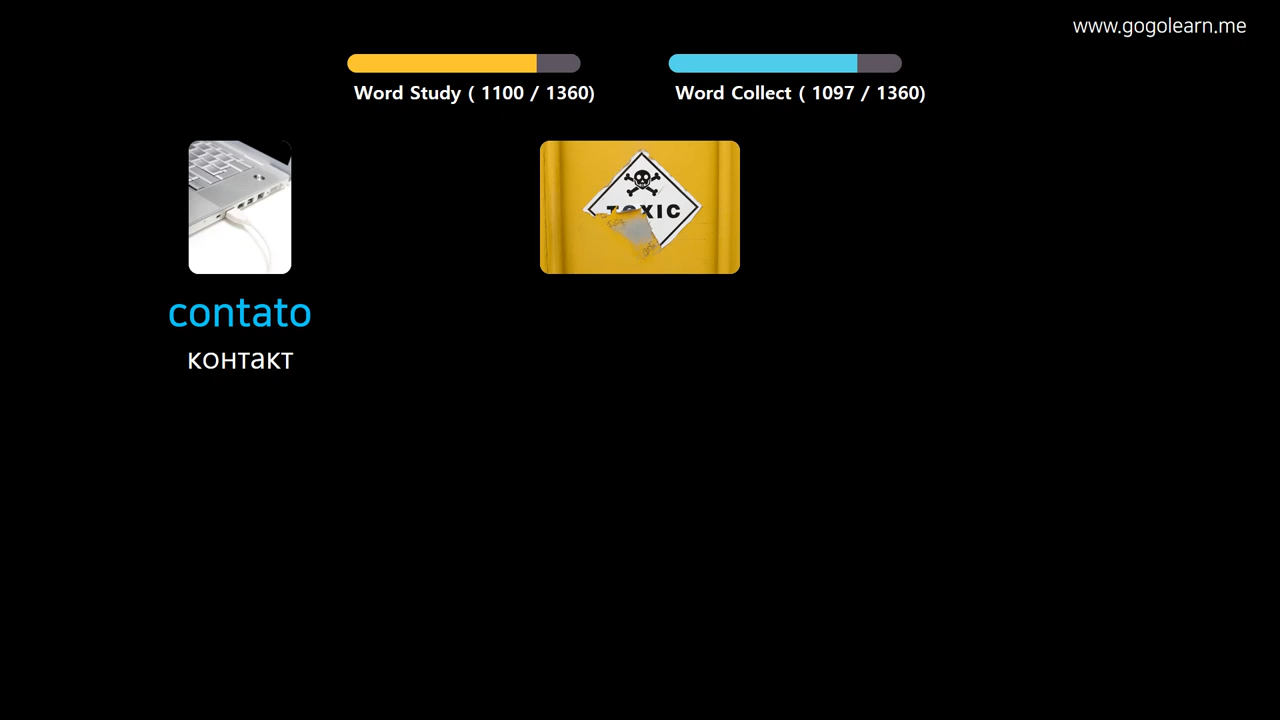 www.gogolearn.me
Word Study ( 1100 / 1360)
Word Collect ( 1097 / 1360)
TOXIC
contato
контакт